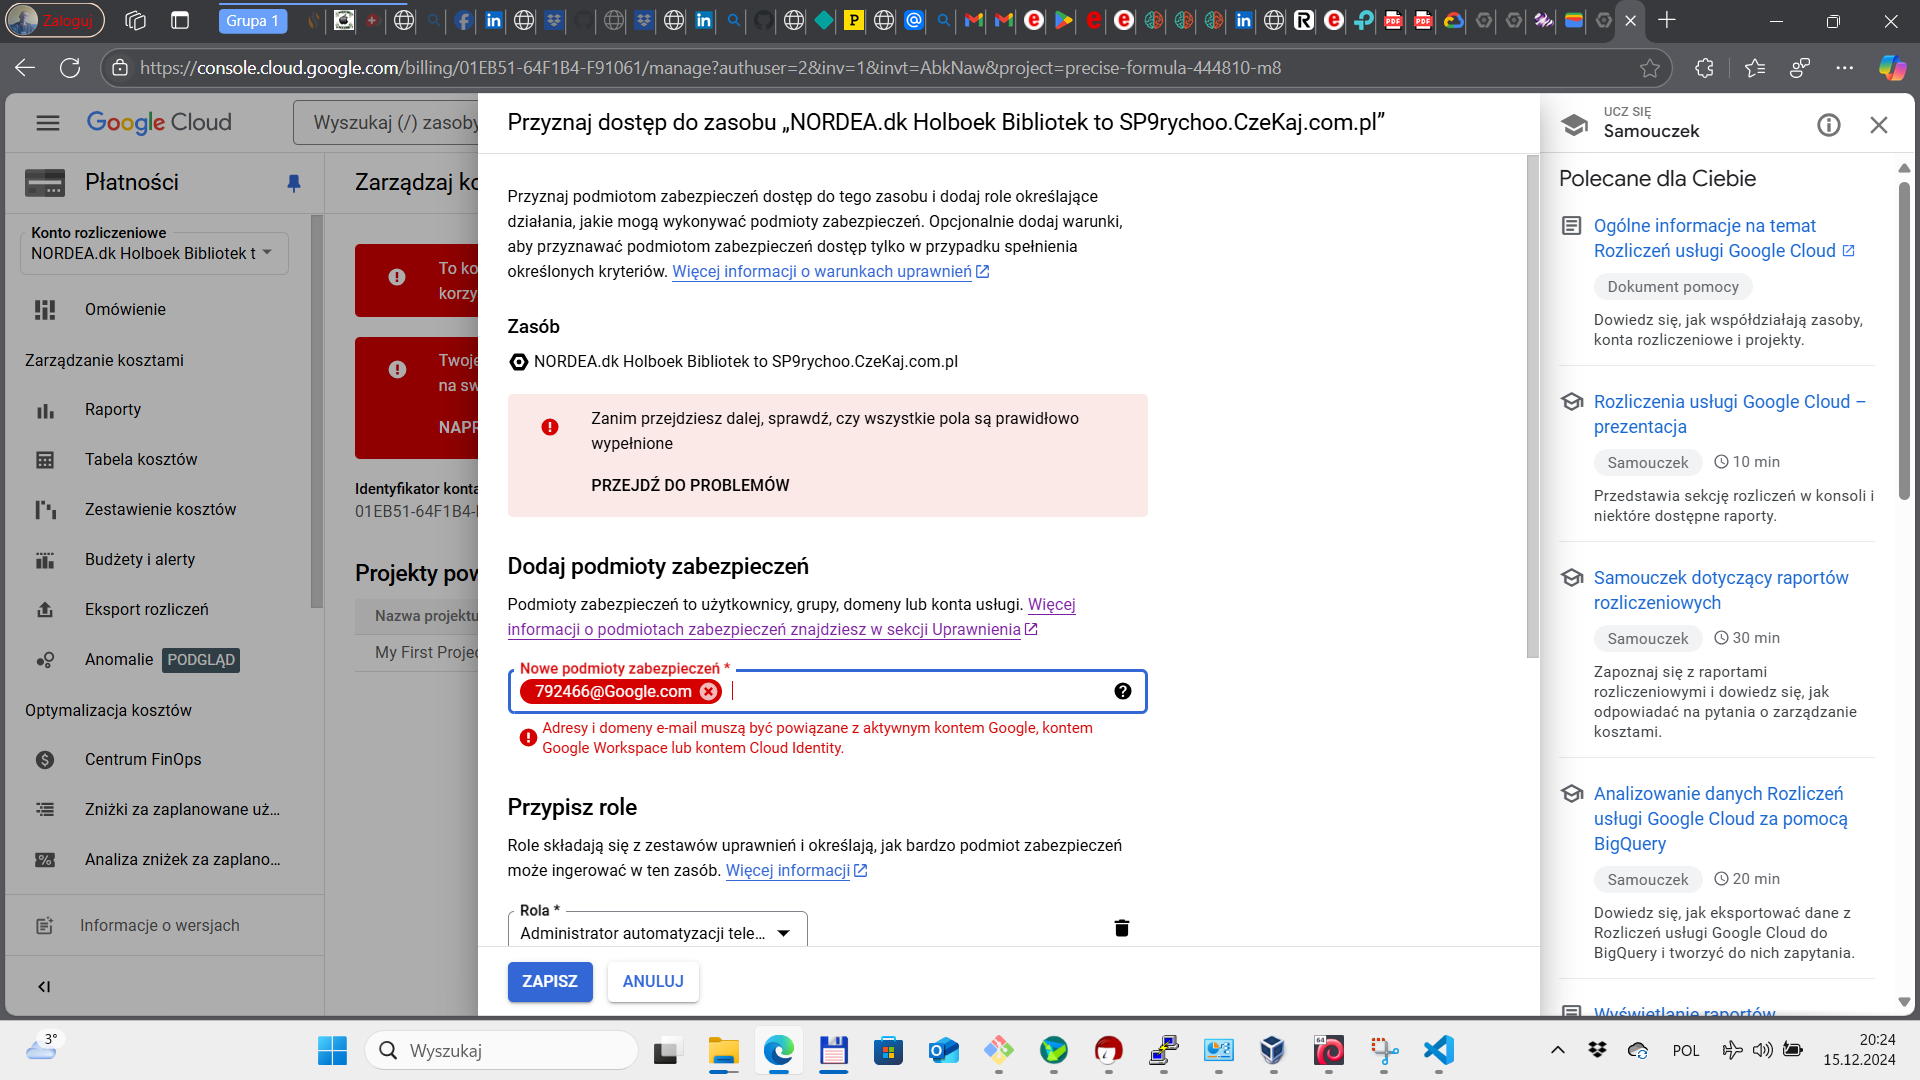 Zaloguj
Grupa 1
https://console.cloud.google.com/billing/01EB51-64F1B4-F91061/manage?authuser=2&inv=1&invt=AbkNaw&project=precise-formula-444810-m8
Google Cloud
Wyszukaj (/) zasoby
Płatności
Zarządzaj
Konto rozliczeniowe
NORDEA.dk Holboek Bibliotek t
Omówienie
Zarządzanie kosztami
Raporty
Tabela kosztów
Zestawienie kosztów
Budżety i alerty
Eksport rozliczeń
Anomalie PODGLĄD
Optymalizacja kosztów
Centrum FinOps
Zniżki za zaplanowane uż...
Analiza zniżek za zaplano...
Informacje o wersjach
To ko
korzy
Twoje
na sw
NAPR
Identyfikator konta
01EB51-64F1B4-
Projekty pow
Nazwa projektu
My First Projec
Przyznaj dostęp do zasobu „NORDEA.dk Holboek Bibliotek to SP9rychoo.CzeKaj.com.pl”
Przyznaj podmiotom zabezpieczeń dostęp do tego zasobu i dodaj role określające
działania, jakie mogą wykonywać podmioty zabezpieczeń. Opcjonalnie dodaj warunki,
aby przyznawać podmiotom zabezpieczeń dostęp tylko w przypadku spełnienia
określonych kryteriów. Więcej informacji o warunkach uprawnień
Zasób
NORDEA.dk Holboek Bibliotek to SP9rychoo.CzeKaj.com.pl
Zanim przejdziesz dalej, sprawdź, czy wszystkie pola są prawidłowo
wypełnione
PRZEJDŹ DO PROBLEMÓW
Dodaj podmioty zabezpieczeń
Podmioty zabezpieczeń to użytkownicy, grupy, domeny lub konta usługi. Więcej
informacji o podmiotach zabezpieczeń znajdziesz w sekcji Uprawnienia
Nowe podmioty zabezpieczeń *
792466@Google.com
Adresy i domeny e-mail muszą być powiązane z aktywnym kontem Google, kontem
Google Workspace lub kontem Cloud Identity.
Przypisz role
Role składają się z zestawów uprawnień i określają, jak bardzo podmiot zabezpieczeń
może ingerować w ten zasób. Więcej informacji
Rola *
Administrator automatyzacji tele...
ZAPISZ
ANULUJ
UCZ SIĘ
Samouczek
Polecane dla Ciebie
Ogólne informacje na temat
Rozliczeń usługi Google Cloud
Dokument pomocy
Dowiedz się, jak współdziałają zasoby,
konta rozliczeniowe i projekty.
Rozliczenia usługi Google Cloud –
prezentacja
Samouczek 10 min
Przedstawia sekcję rozliczeń w konsoli i
niektóre dostępne raporty.
Samouczek dotyczący raportów
rozliczeniowych
Samouczek 30 min
Zapoznaj się z raportami
rozliczeniowymi i dowiedz się, jak
odpowiadać na pytania o zarządzanie
kosztami.
Analizowanie danych Rozliczeń
usługi Google Cloud za pomocą
BigQuery
Samouczek 20 min
Dowiedz się, jak eksportować dane z
Rozliczeń usługi Google Cloud do
BigQuery i tworzyć do nich zapytania.
Wyświetlanie raportów
3°
Wyszukaj
POL
20:24
15.12.2024